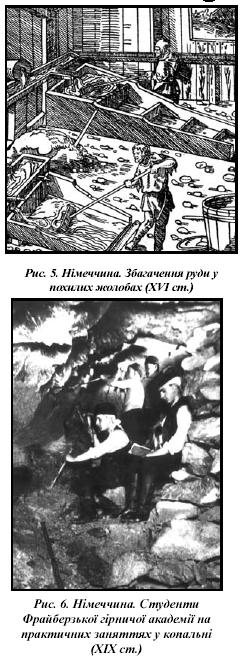 Рис. 5. Німеччина. Збагачення руди у
похилих жолобах (XVI ст.)
Рис. 6. Німеччина. Студенти
Фрайберзької гірничої академії на
практичних заняттях у копальні
(XIX ст.)